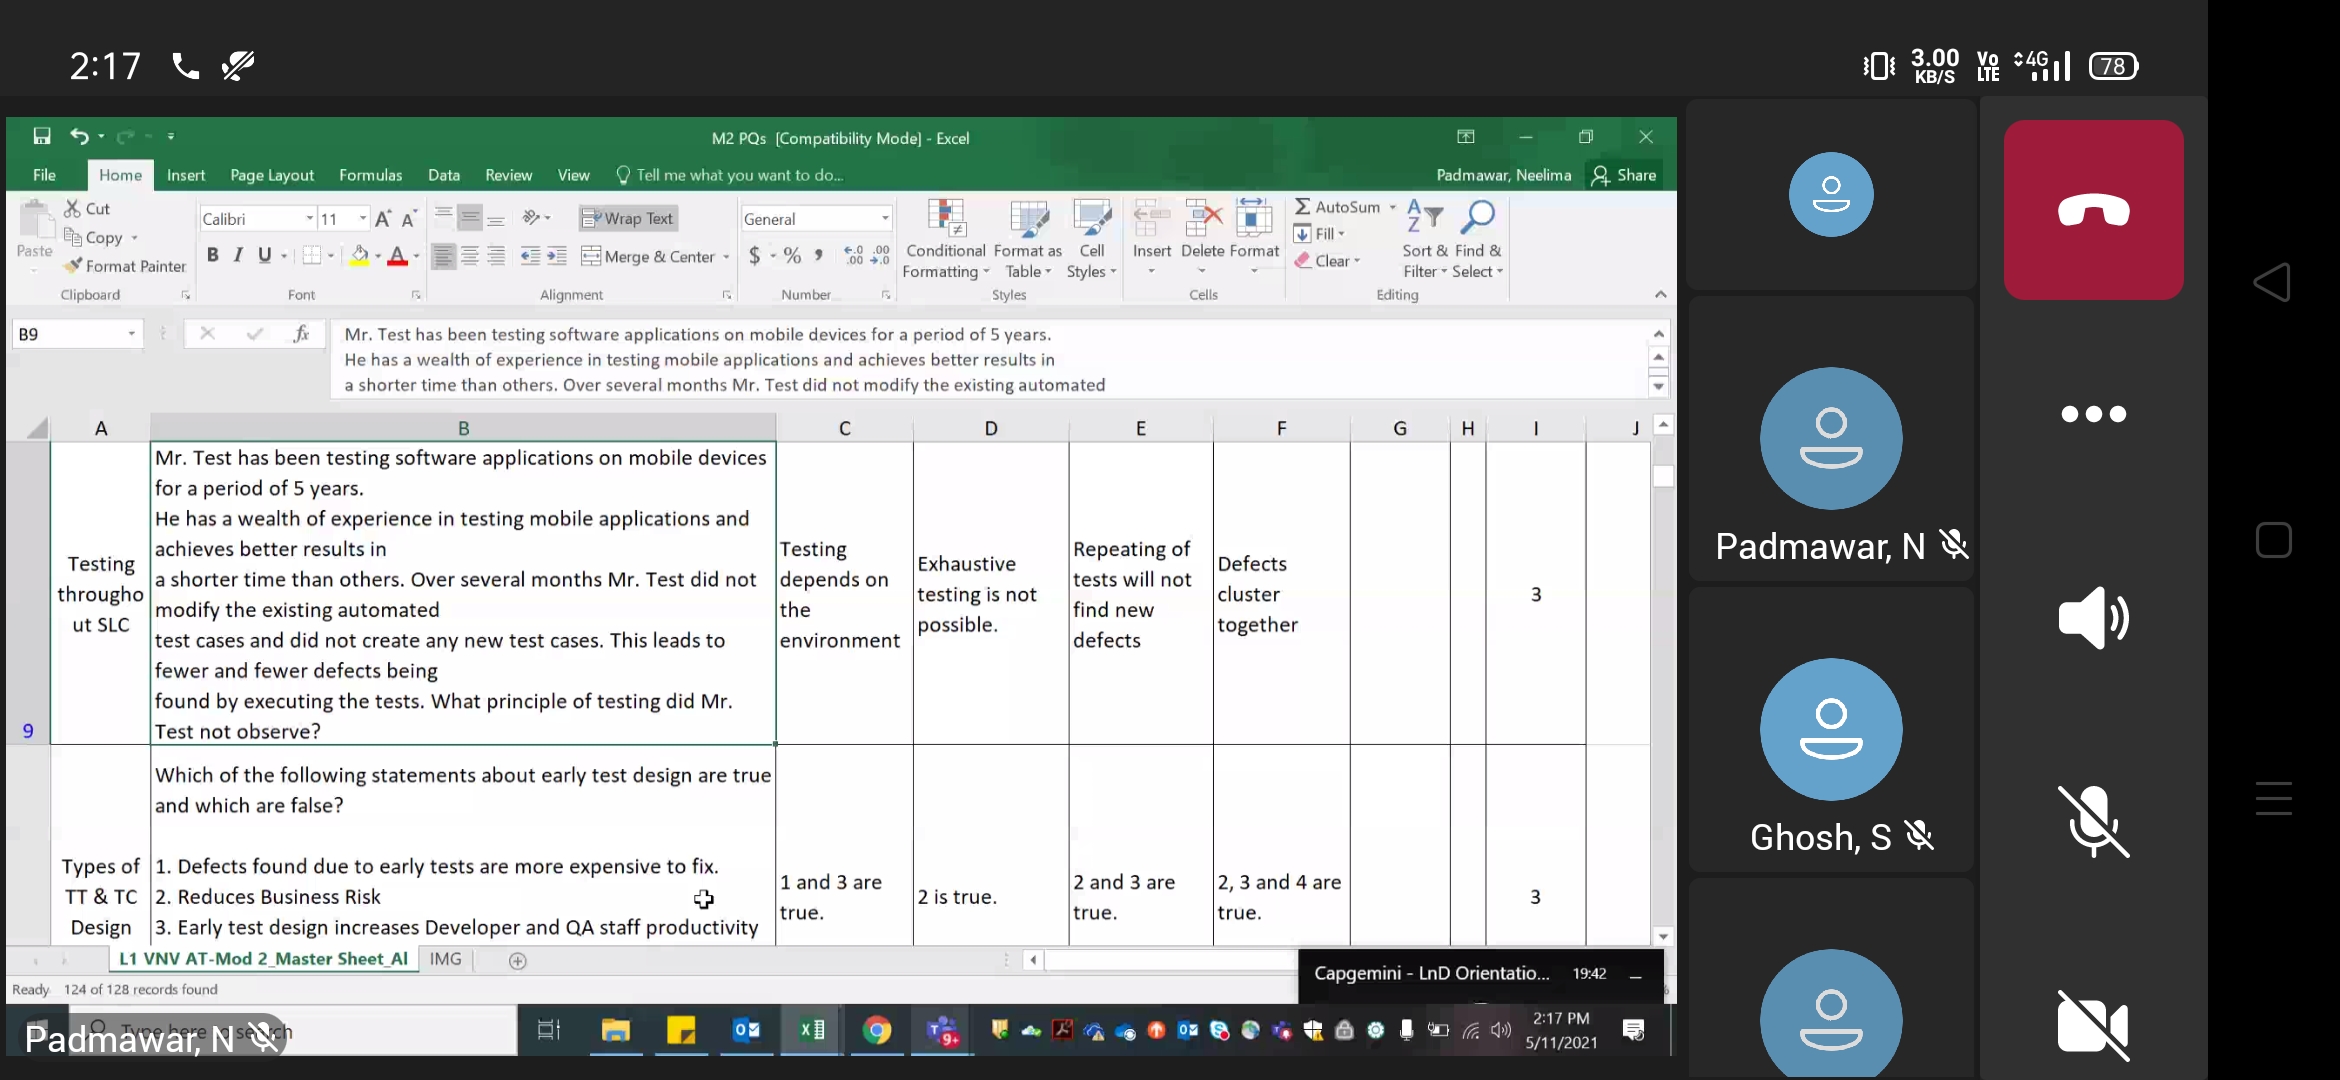 2:17
3.00
KB/S
Vo
LTE
4G
78
M2 PQs [Compatibility Mode] - Excel
File
Home
Insert
Page Layout
Formulas
Data
Review
View
Tell me what you want to do...
Padmawar, Neelima
Share
Cut
Copy
Format Painter
Paste
Clipboard
Calibri
11
A
A
B
I
U
A
Font
Wrap Text
Merge & Center
Alignment
General
$
%
Number
Conditional
Formatting
Format as
Table
Cell
Styles
Styles
Insert
Delete
Format
Cells
AutoSum
Fill
Clear
Sort &
Filter
Find &
Select
Editing
B9
fx
Mr. Test has been testing software applications on mobile devices for a period of 5 years.
He has a wealth of experience in testing mobile applications and achieves better results in
a shorter time than others. Over several months Mr. Test did not modify the existing automated
A
B
C
D
E
F
G
H
I
J
9
Testing
througho
ut SLC
Mr. Test has been testing software applications on mobile devices
for a period of 5 years.
He has a wealth of experience in testing mobile applications and
achieves better results in
a shorter time than others. Over several months Mr. Test did not
modify the existing automated
test cases and did not create any new test cases. This leads to
fewer and fewer defects being
found by executing the tests. What principle of testing did Mr.
Test not observe?
Testing
depends on
the
environment
Exhaustive
testing is not
possible.
Repeating of
tests will not
find new
defects
Defects
cluster
together
3
Types of
TT & TC
Design
Which of the following statements about early test design are true
and which are false?
1. Defects found due to early tests are more expensive to fix.
2. Reduces Business Risk
3. Early test design increases Developer and QA staff productivity
1 and 3 are
true.
2 is true.
2 and 3 are
true.
2, 3 and 4 are
true.
3
L1 VNV AT-Mod 2_Master Sheet_Al
IMG
Ready
124 of 128 records found
Capgemini - LnD Orientatio...
19:42
Type here to search
9+
2:17 PM
5/11/2021
Padmawar, N
Padmawar, N
Ghosh, S